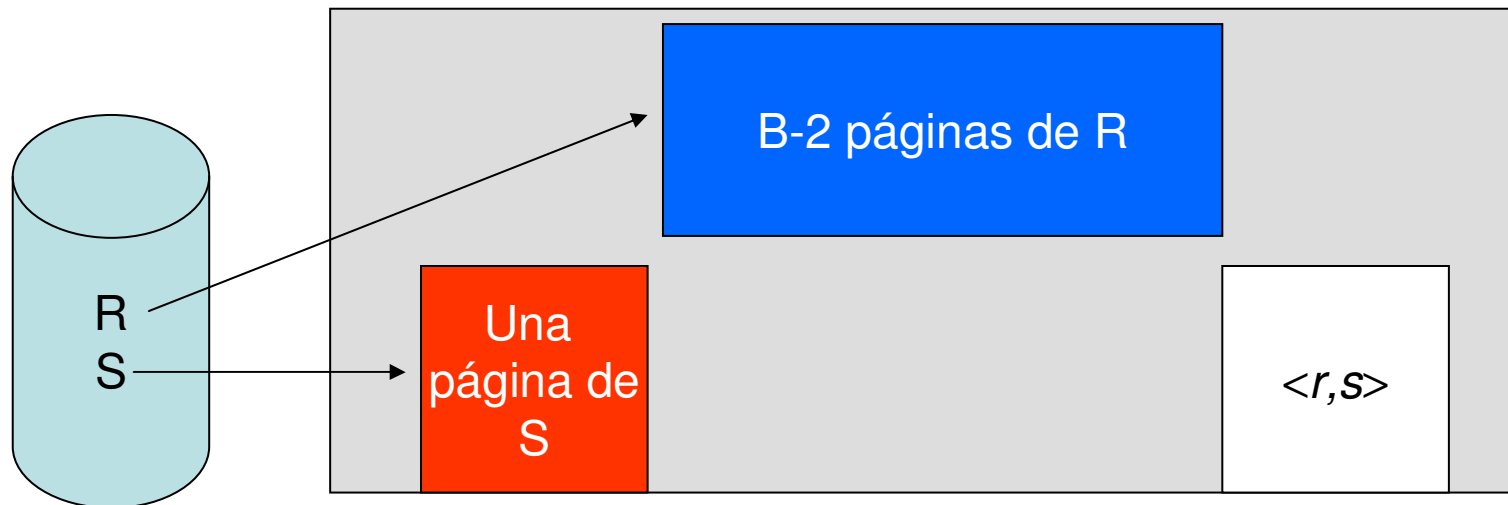 B-2 páginas de R
R
S
Una
página de
S
<r,s>